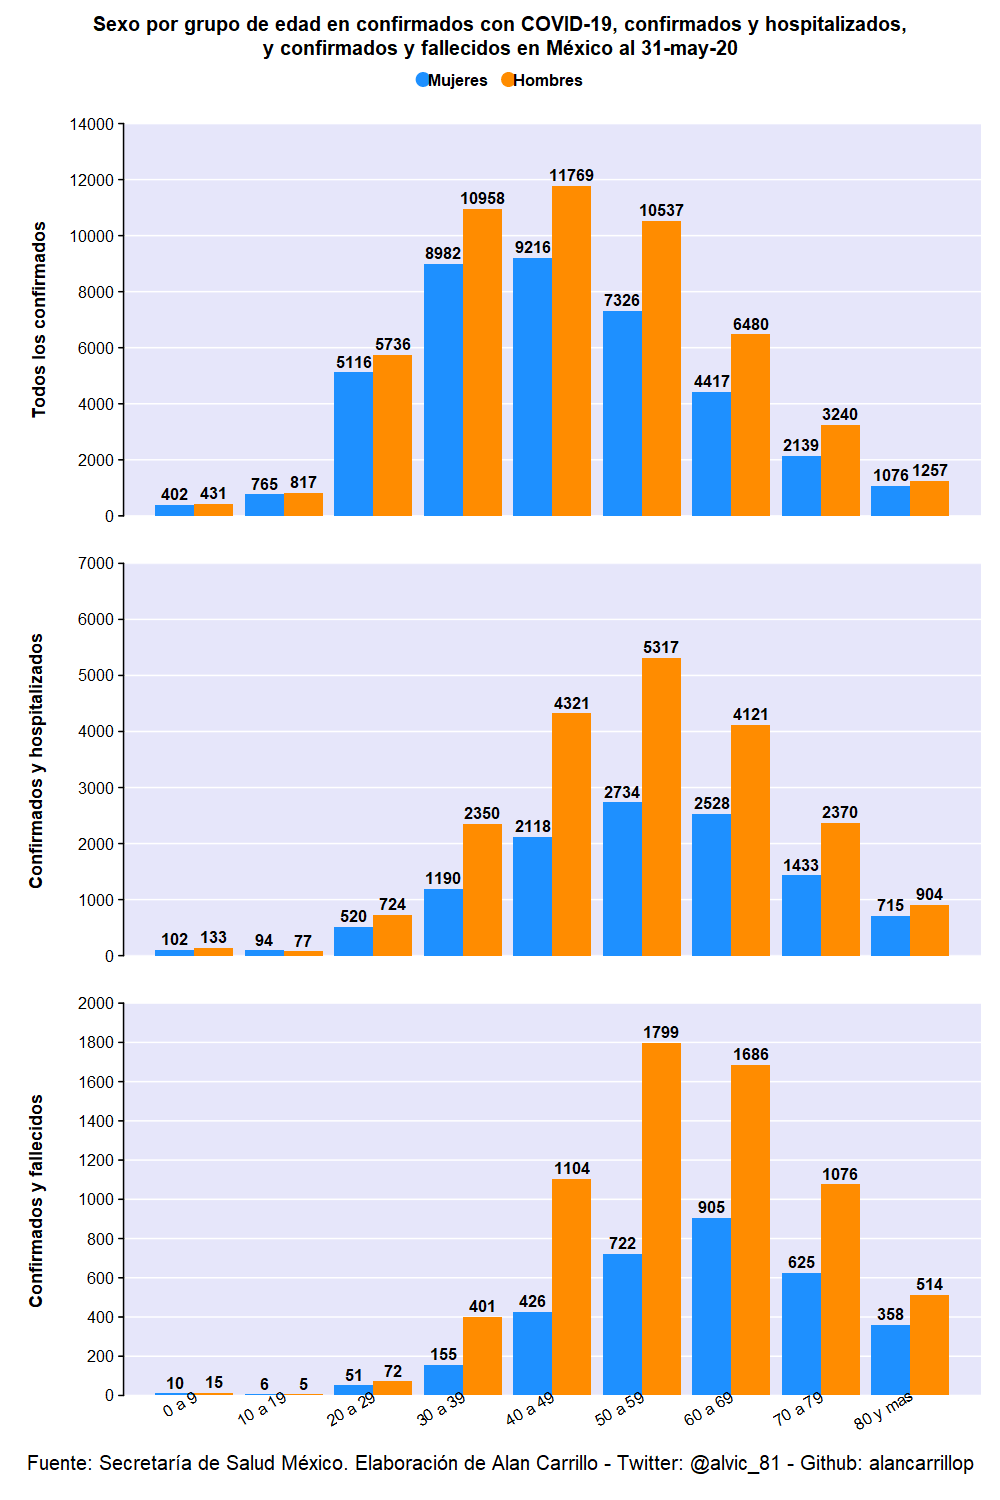 Sexo por grupo de edad en confirmados con COVID-19, confirmados y hospitalizados,
y confirmados y fallecidos en México al 31-may-20
Mujeres Hombres
Todos los confirmados
14000
12000
10000
8000
6000
4000
2000
0
402 431 765 817 5116 5736 8982 10958 9216 11769 7326 10537 4417 6480 2139 3240 1076 1257
Confirmados y hospitalizados
7000
6000
5000
4000
3000
2000
1000
0
102 133 94 77 520 724 1190 2350 2118 4321 2734 5317 2528 4121 1433 2370 715 904
Confirmados y fallecidos
2000
1800
1600
1400
1200
1000
800
600
400
200
0
10 15 6 5 51 72 155 401 426 1104 722 1799 905 1686 625 1076 358 514
0 a 9 10 a 19 20 a 29 30 a 39 40 a 49 50 a 59 60 a 69 70 a 79 80 y mas
Fuente: Secretaría de Salud México. Elaboración de Alan Carrillo - Twitter: @alvic_81 - Github: alancarrillop